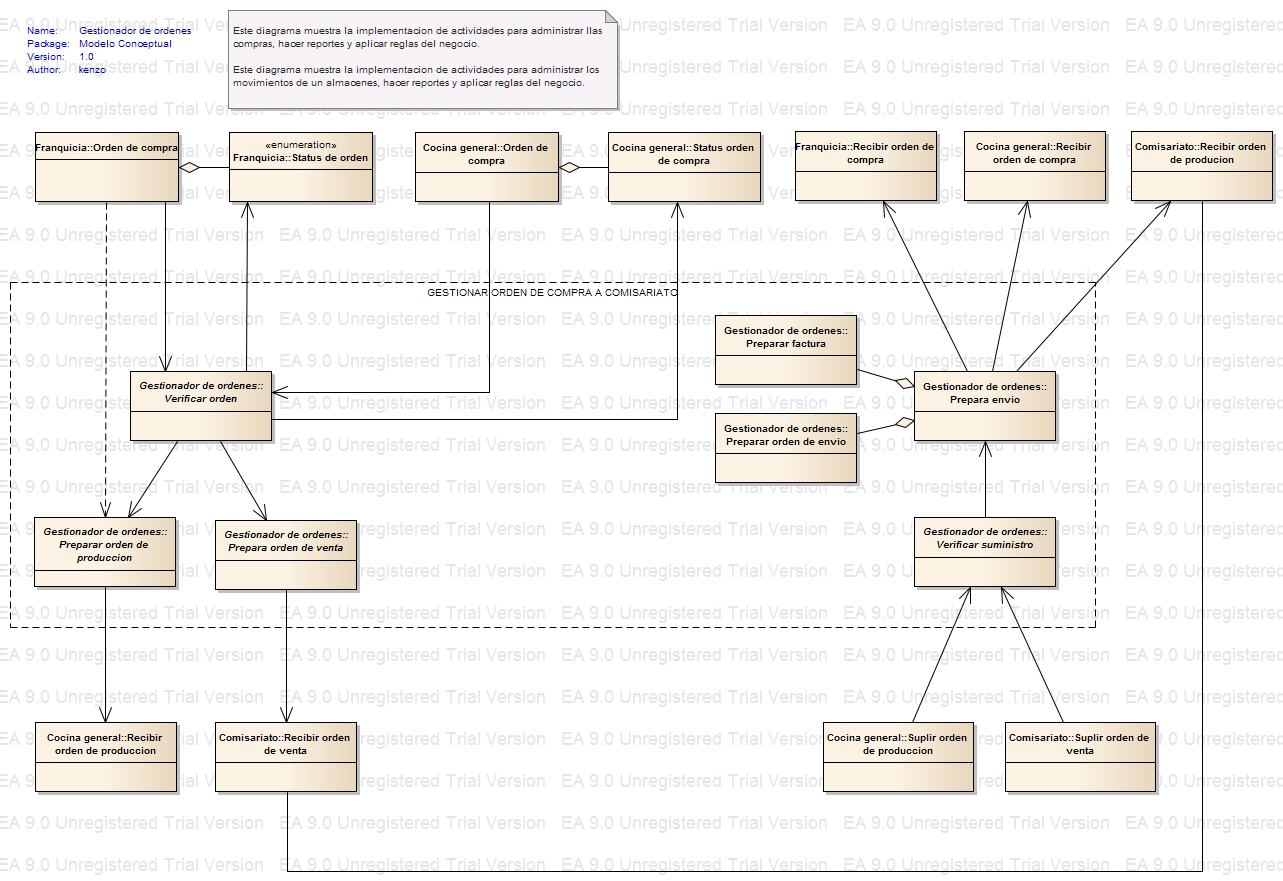 Name: Gestionador de ordenes
Package: Modelo Conceptual
Version: 1.0
Author: kenzo
Este diagrama muestra la implementacion de actividades para administrar llas
compras, hacer reportes y aplicar reglas del negocio.
Este diagrama muestra la implementacion de actividades para administrar los
movimientos de un almacenes, hacer reportes y aplicar reglas del negocio.
Franquicia::Orden de compra
«enumeration»
Franquicia::Status de orden
Cocina general::Orden de
compra
Cocina general::Status orden
de compra
Franquicia::Recibir orden de
compra
Cocina general::Recibir
orden de compra
Comisariato::Recibir orden
de producion
GESTIONAR ORDEN DE COMPRA A COMISARIATO
Gestionador de ordenes::
Preparar factura
Gestionador de ordenes::
Verificar orden
Gestionador de ordenes::
Prepara envio
Gestionador de ordenes::
Preparar orden de envio
Gestionador de ordenes::
Preparar orden de
produccion
Gestionador de ordenes::
Prepara orden de venta
Gestionador de ordenes::
Verificar suministro
Cocina general::Recibir
orden de produccion
Comisariato::Recibir orden
de venta
Cocina general::Suplir orden
de produccion
Comisariato::Suplir orden de
venta
EA 9.0 Unregistered Trial Version